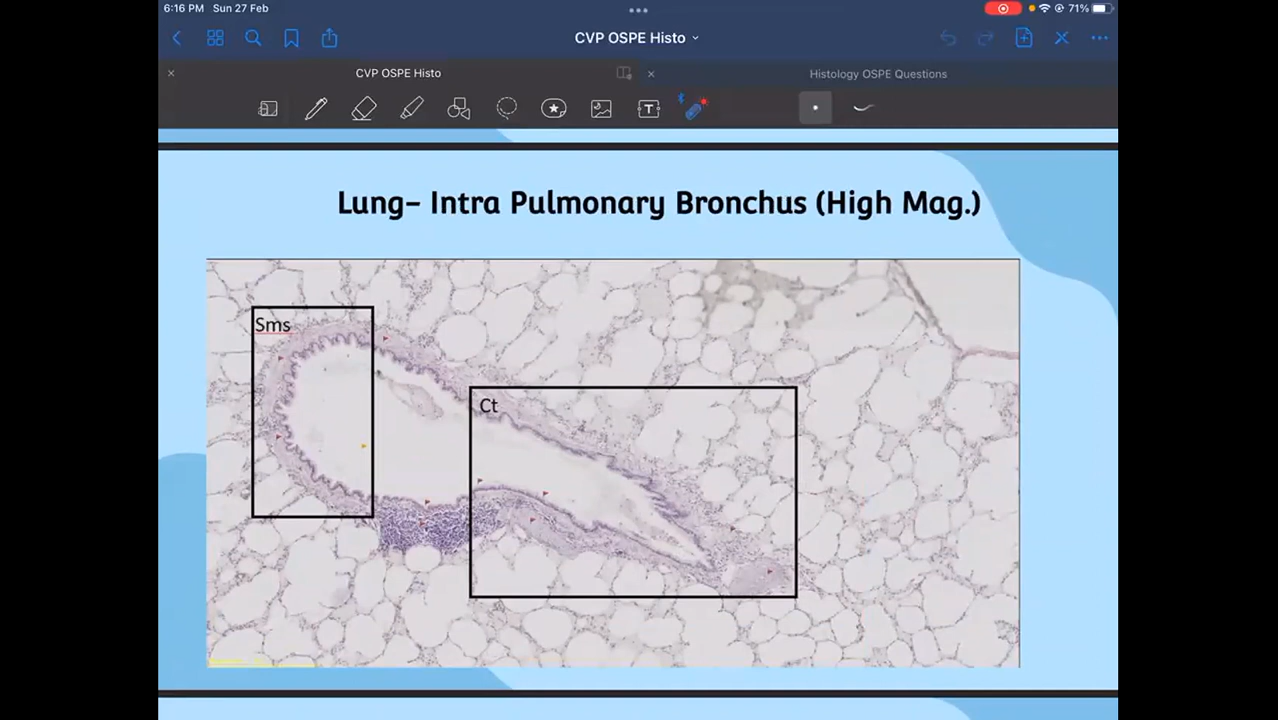 6:16 PM Sun 27 Feb
71%
CVP OSPE Histo
CVP OSPE Histo
Histology OSPE Questions
Lung- Intra Pulmonary Bronchus (High Mag.)
Sms
Ct